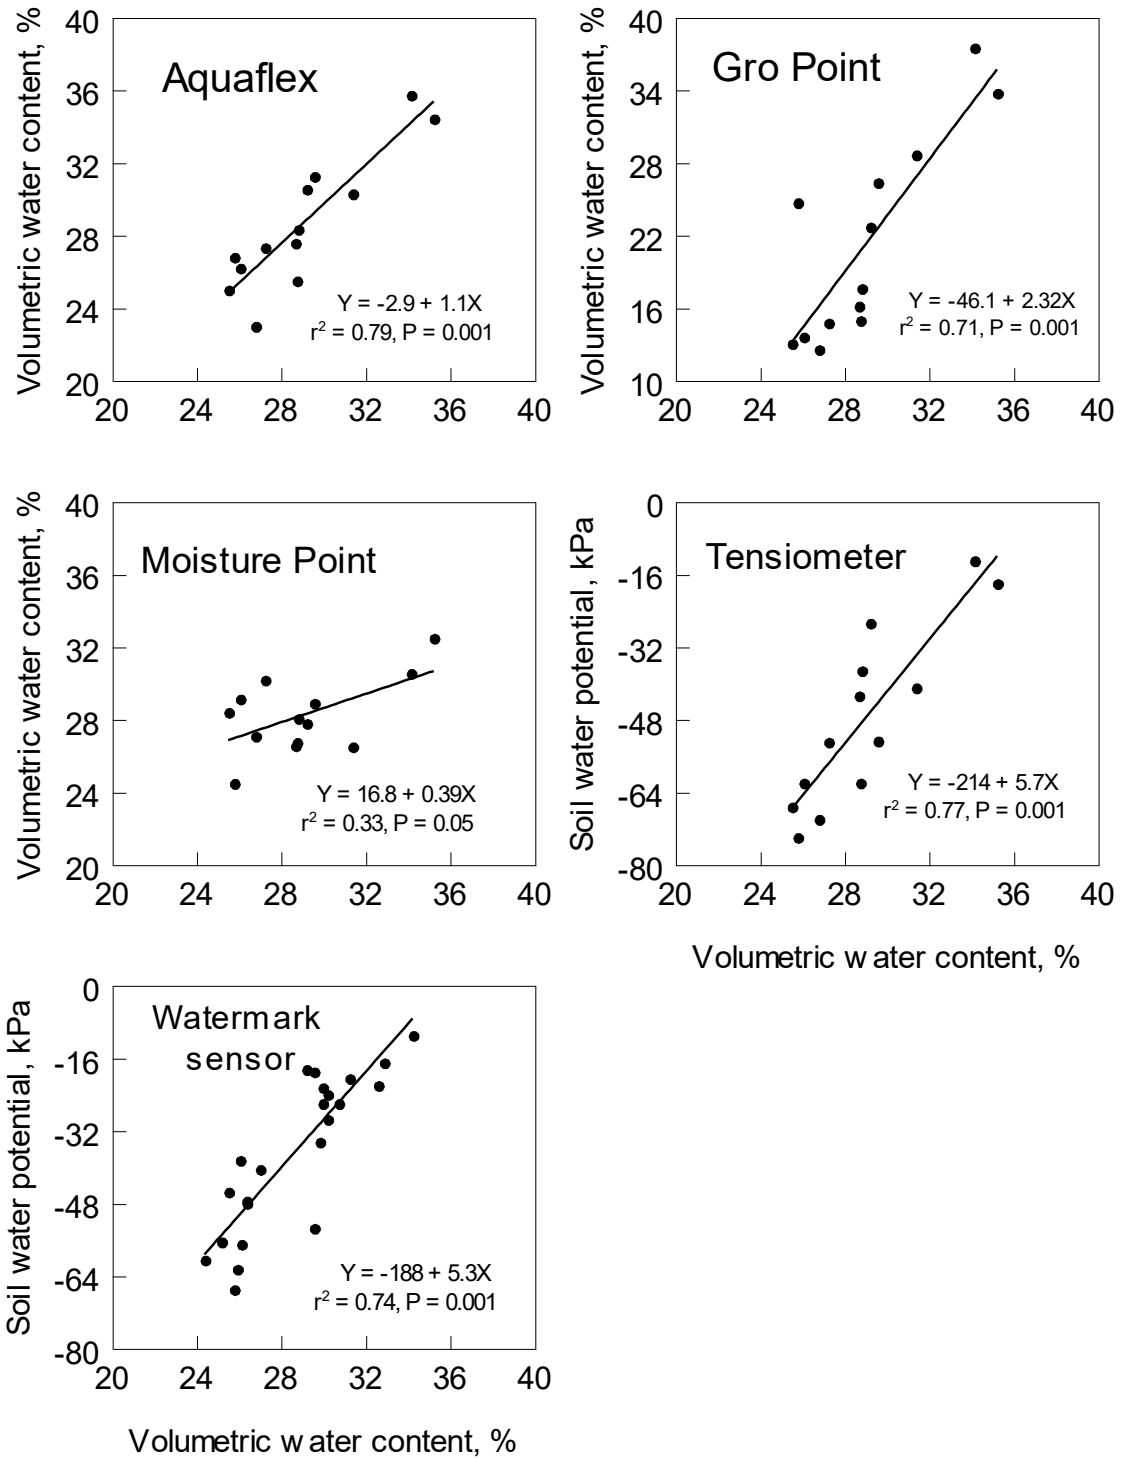 Volumetric water content, %
40
36
32
28
24
20
Aquaflex
Y = -2.9 + 1.1X
r² = 0.79, P = 0.001
20 24 28 32 36 40
Volumetric water content, %
40
34
28
22
16
10
Gro Point
Y = -46.1 + 2.32X
r² = 0.71, P = 0.001
20 24 28 32 36 40
Volumetric water content, %
40
36
32
28
24
20
Moisture Point
Y = 16.8 + 0.39X
r² = 0.33, P = 0.05
20 24 28 32 36 40
Soil water potential, kPa
0
-16
-32
-48
-64
-80
Tensiometer
Y = -214 + 5.7X
r² = 0.77, P = 0.001
20 24 28 32 36 40
Volumetric water content, %
Soil water potential, kPa
0
-16
-32
-48
-64
-80
Watermark
sensor
Y = -188 + 5.3X
r² = 0.74, P = 0.001
20 24 28 32 36 40
Volumetric water content, %